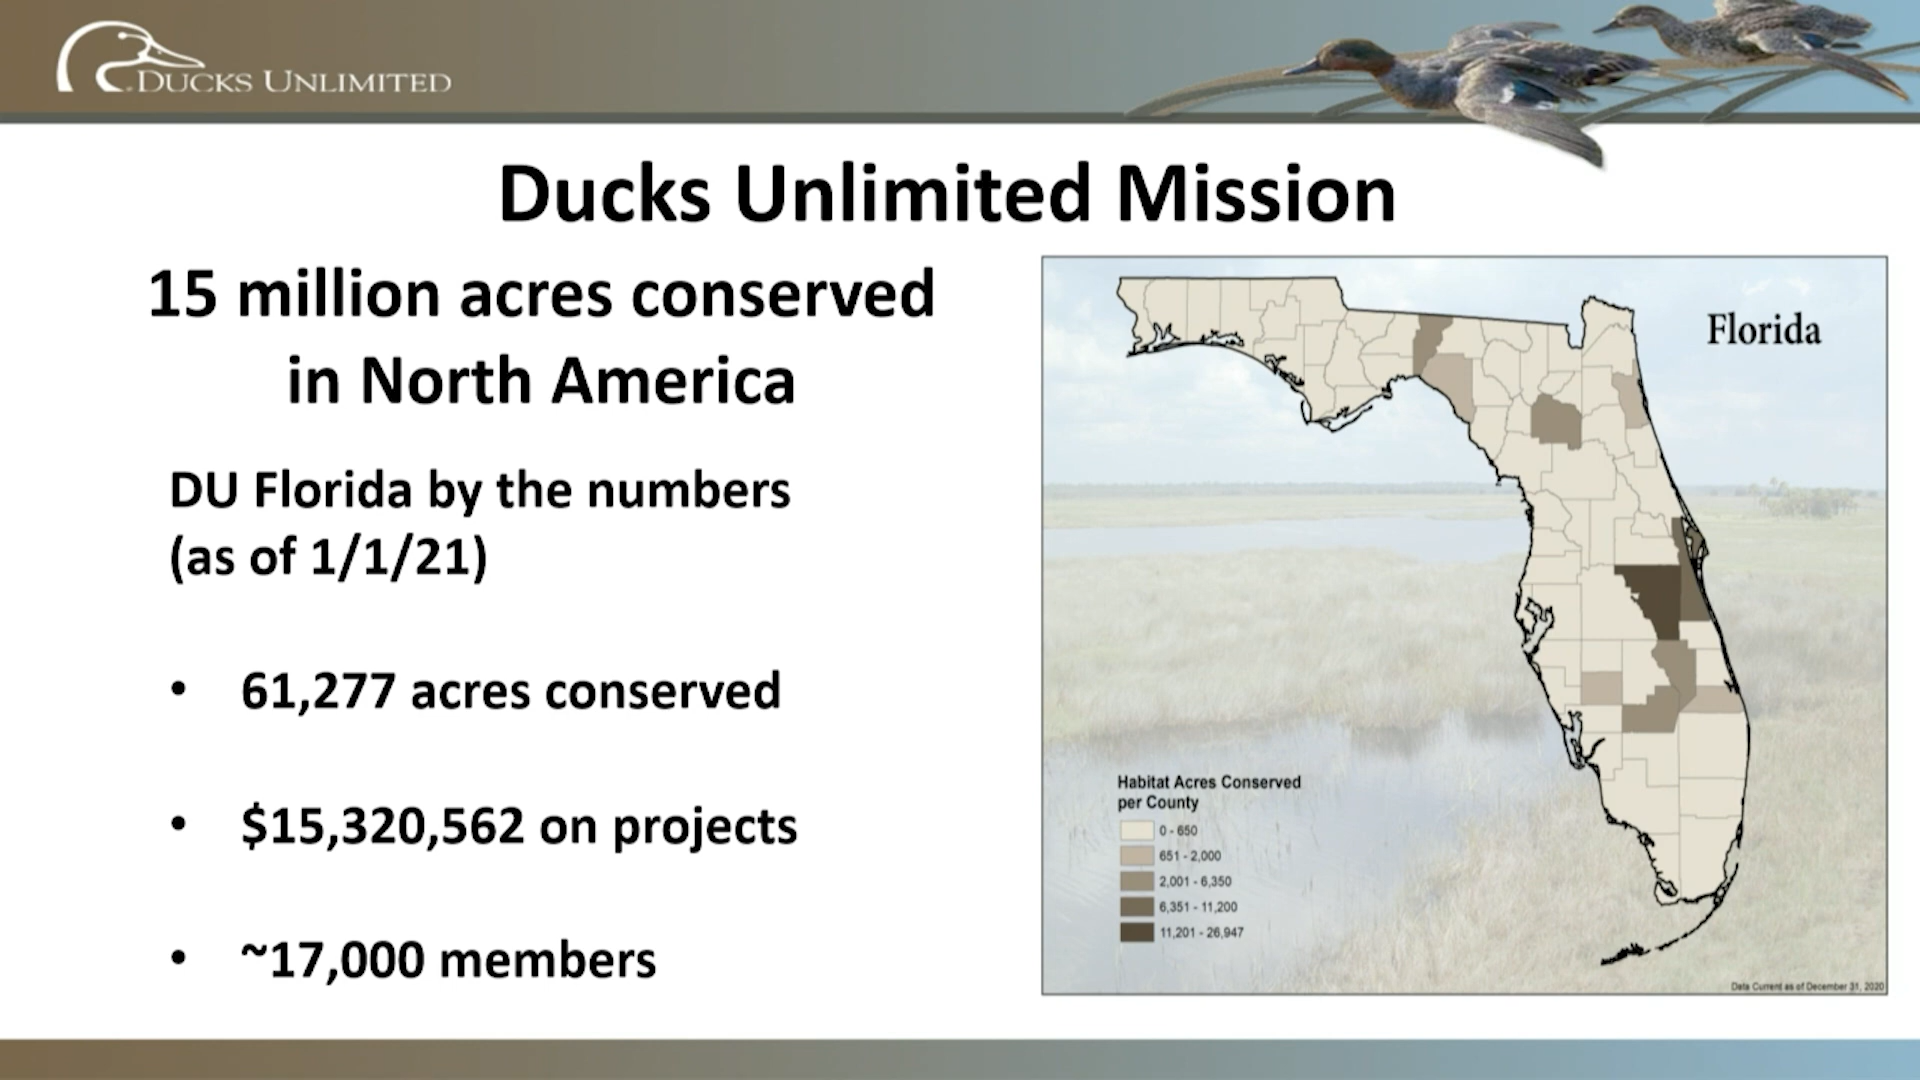 DUCKS UNLIMITED
Ducks Unlimited Mission
15 million acres conserved
in North America
DU Florida by the numbers
(as of 1/1/21)
• 61,277 acres conserved
• $15,320,562 on projects
• ~17,000 members
Florida
Habitat Acres Conserved
per County
0 - 650
651 - 2,000
2,001 - 6,350
6,351 - 11,200
11,201 - 26,947
Data Current as of December 31, 2020